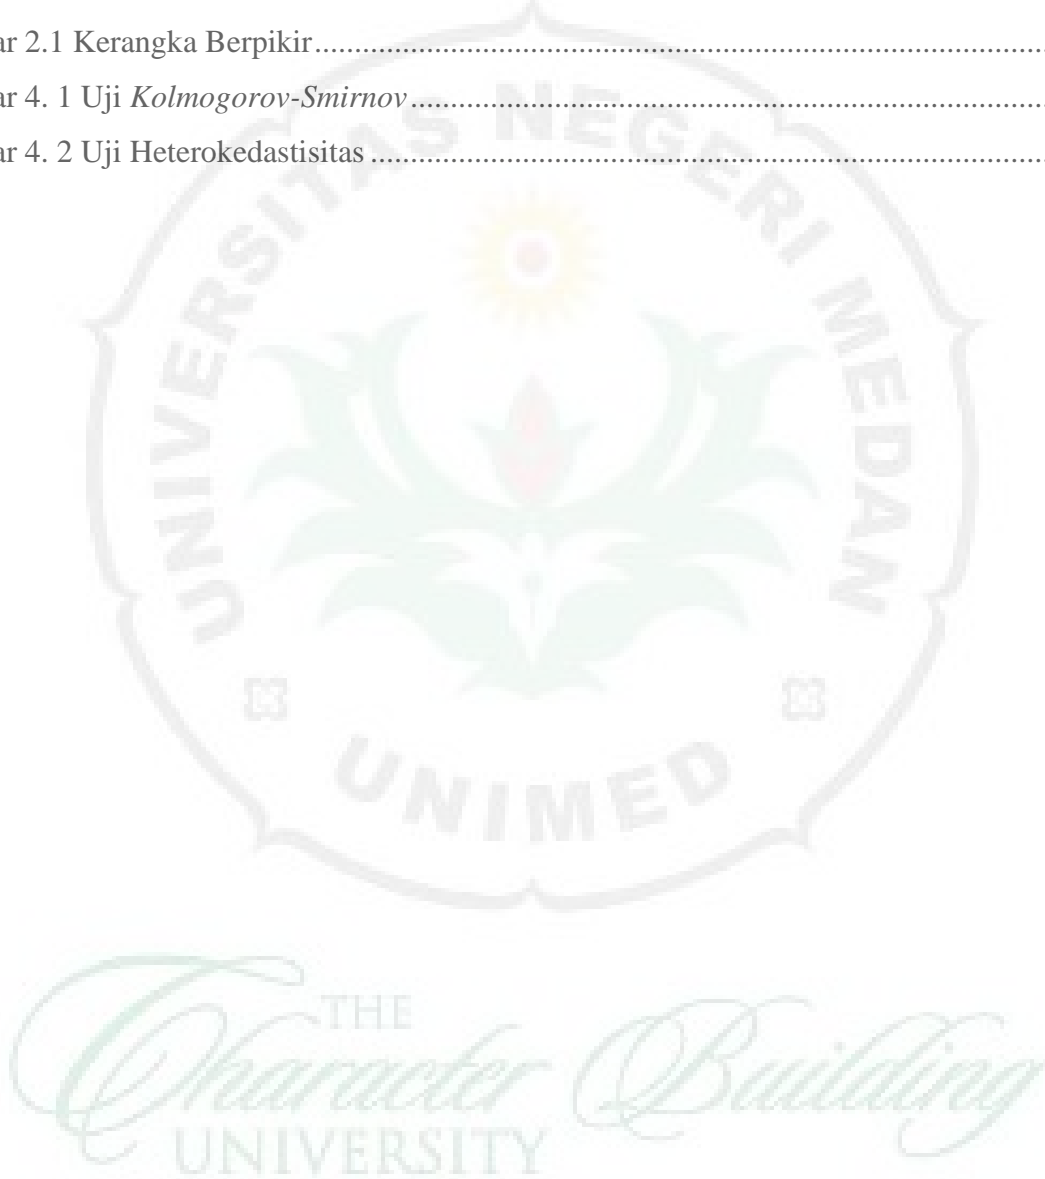 ar 2.1 Kerangka Berpikir....................................................................................................
ar 4. 1 Uji Kolmogorov-Smirnov....................................................................................
ar 4. 2 Uji Heterokedastisitas .........................................................................................
UNIVERSITAS NEGERI MEDAN
UNIMED
THE
Character Building
UNIVERSITY